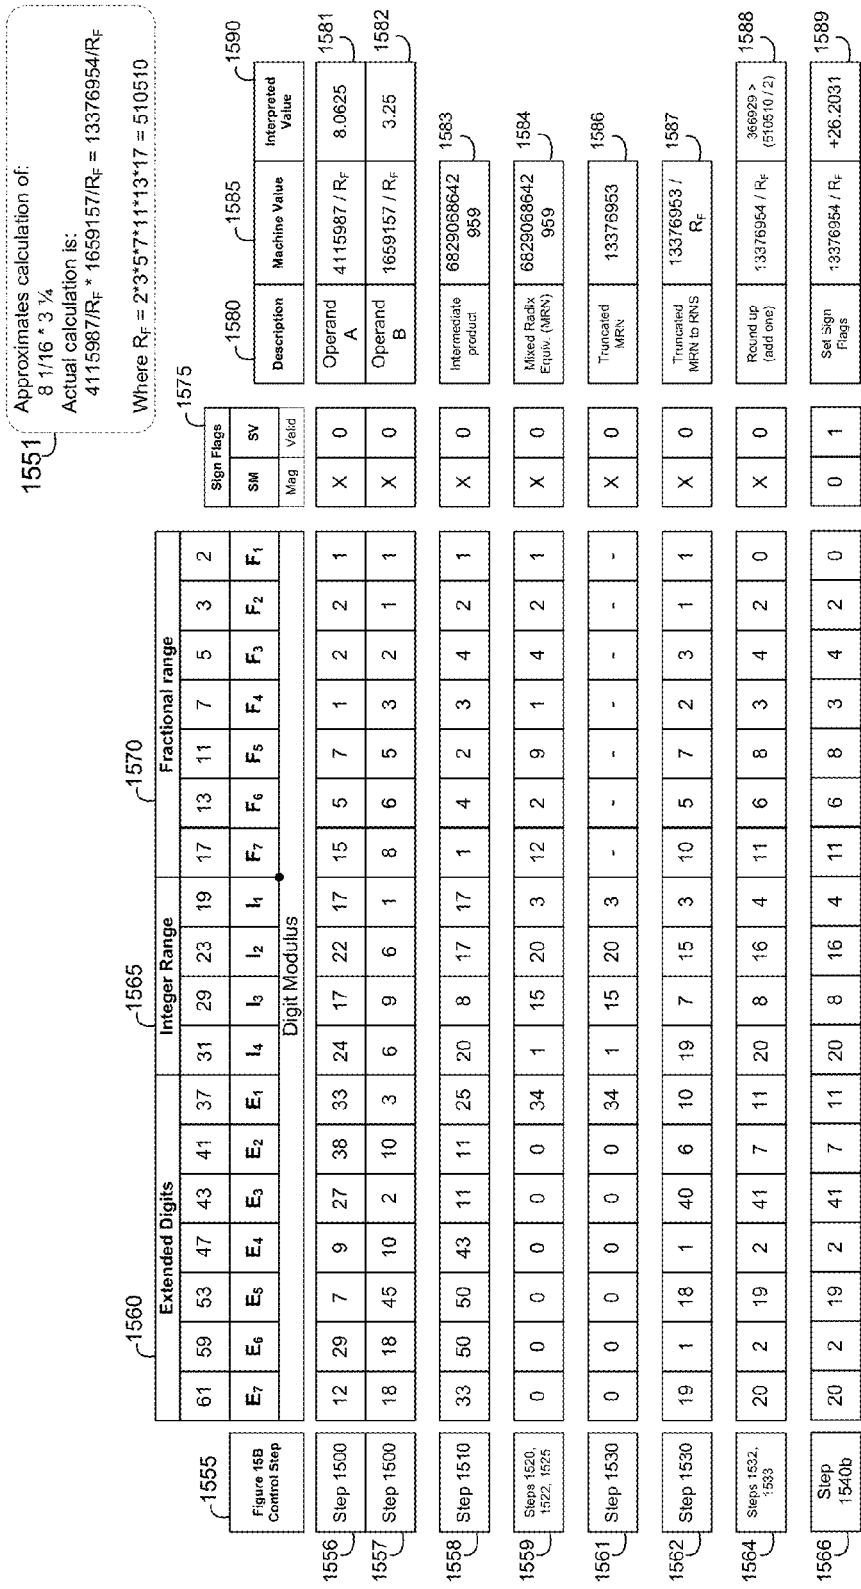 Approximates calculation of:
8 1/16 * 3 ¼
Actual calculation is:
4115987/RF * 1659157/RF = 13376954/RF
Where RF = 2*3*5*7*11*13*17 = 510510
1551
1555 1560 1565 1570 1575 1580 1585 1590
Figure 15B Control Step
Extended Digits Integer Range Fractional range
61 59 53 47 43 41 37 31 29 23 19 17 13 11 7 5 3 2
E7 E6 E5 E4 E3 E2 E1 I4 I3 I2 I1 F7 F6 F5 F4 F3 F2 F1
Digit Modulus
Sign Flags
SM SV
Mag Valid
Description Machine Value Interpreted Value
1556 Step 1500 12 29 7 9 27 38 33 24 17 22 17 15 5 7 1 2 2 1 X 0 Operand A 4115987 / RF 8.0625 1581
1557 Step 1500 18 18 45 10 2 10 3 6 9 6 1 8 6 5 3 2 1 1 X 0 Operand B 1659157 / RF 3.25 1582
1558 Step 1510 33 50 50 43 11 11 25 20 8 17 17 1 4 2 3 4 2 1 X 0 Intermediate product 6829068642 959 1583
1559 Steps 1520, 1522, 1525 0 0 0 0 0 0 34 1 15 20 3 12 2 9 1 4 2 1 X 0 Mixed Radix Equiv. (MRN) 6829068642 959 1584
1561 Step 1530 0 0 0 0 0 0 34 1 15 20 3 - - - - - - - X 0 Truncated MRN 13376953 1586
1562 Step 1530 19 1 18 1 40 6 10 19 7 15 3 10 5 7 2 3 1 1 X 0 Truncated MRN to RNS 13376953 / RF 1587
1564 Steps 1532, 1533 20 2 19 2 41 7 11 20 8 16 4 11 6 8 3 4 2 0 X 0 Round up (add one) 13376954 / RF 366929 > (510510 / 2) 1588
1566 Step 1540b 20 2 19 2 41 7 11 20 8 16 4 11 6 8 3 4 2 0 0 1 Set Sign Flags 13376954 / RF +26.2031 1589